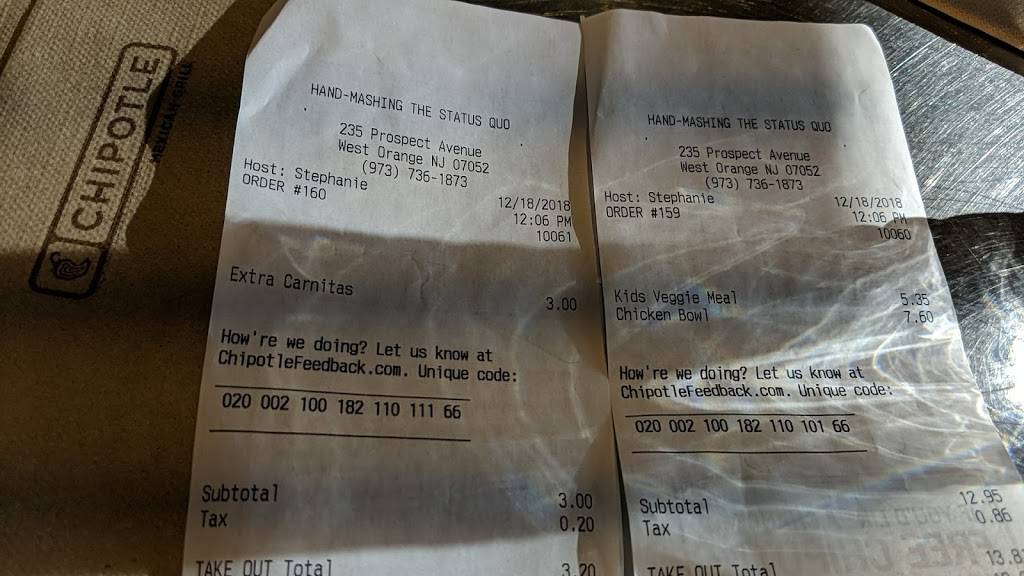 CHIPOTLE
MEXICAN GRILL
HAND-MASHING THE STATUS QUO
235 Prospect Avenue
West Orange NJ 07052
(973) 736-1873
Host: Stephanie
ORDER #160
12/18/2018
12:06 PM
10061
Extra Carnitas 3.00
How're we doing? Let us know at
ChipotleFeedback.com. Unique code:
020 002 100 182 110 111 66
Subtotal 3.00
Tax 0.20
TAKE OUT Total 3.20
HAND-MASHING THE STATUS QUO
235 Prospect Avenue
West Orange NJ 07052
(973) 736-1873
Host: Stephanie
ORDER #159
12/18/2018
12:06 PM
10060
Kids Veggie Meal 5.35
Chicken Bowl 7.60
How're we doing? Let us know at
ChipotleFeedback.com. Unique code:
020 002 100 182 110 101 66
Subtotal 12.95
Tax 0.86
TAKE OUT Total 13.8